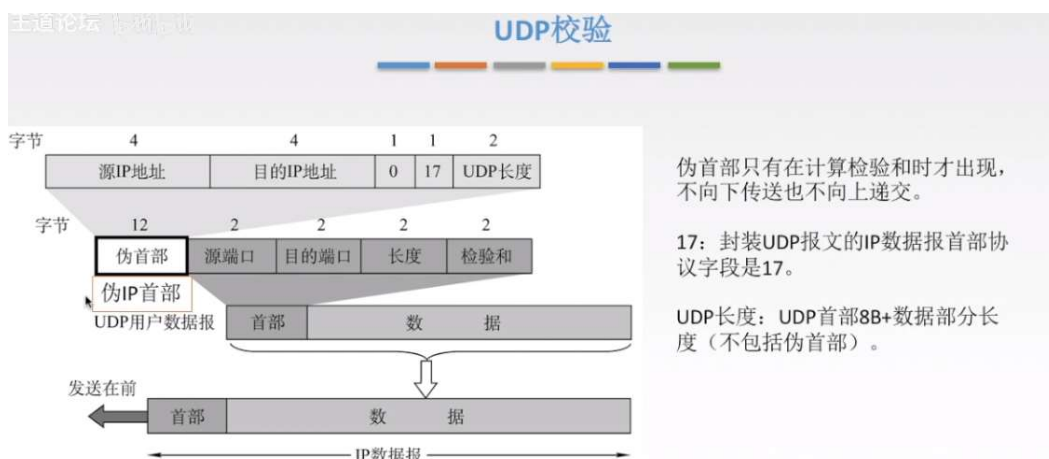 王道论坛
UDP校验
字节 4 4 1 1 2
源IP地址 目的IP地址 0 17 UDP长度
字节 12 2 2 2 2
伪首部 源端口 目的端口 长度 检验和
伪IP首部
UDP用户数据报 首部 数 据
发送在前
首部 数 据
IP数据报
伪首部只有在计算检验和时才出现，
不向下传送也不向上递交。
17：封装UDP报文的IP数据报首部协
议字段是17。
UDP长度：UDP首部8B+数据部分长
度（不包括伪首部）。